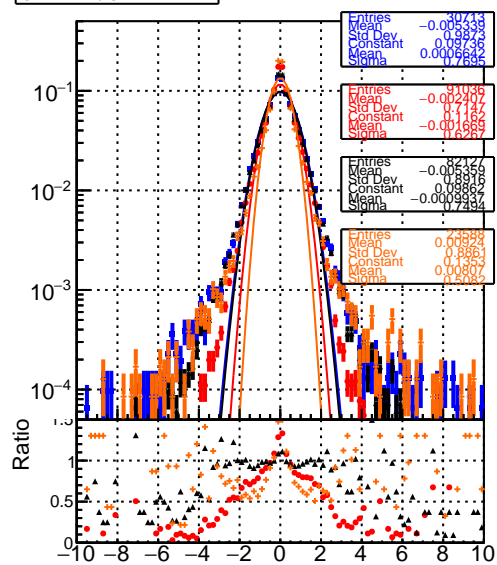 Entries 30713
Mean −0.005339
Std Dev 0.9873
Constant 0.09736
Mean 0.0006642
Sigma 0.7695
Entries 91036
Mean −0.002407
Std Dev 0.7147
Constant 0.1162
Mean −0.001669
Sigma 0.6267
Entries 82127
Mean −0.005359
Std Dev 0.8916
Constant 0.09862
Mean −0.0009937
Sigma 0.7494
Entries 23588
Mean 0.00924
Std Dev 0.8861
Constant 0.1353
Mean 0.00807
Sigma 0.5082
10−1
10−2
10−3
10−4
Ratio
1.5
1
0.5
0
−10 −8 −6 −4 −2 0 2 4 6 8 10